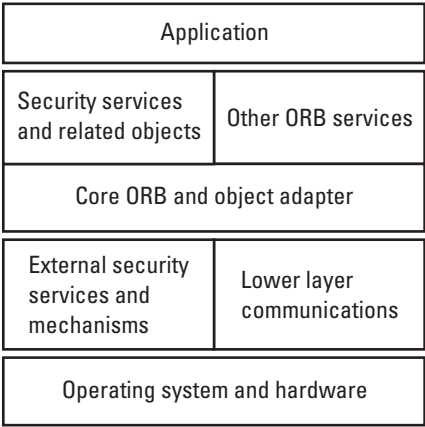 Application
Security services
and related objects
Other ORB services
Core ORB and object adapter
External security
services and
mechanisms
Lower layer
communications
Operating system and hardware